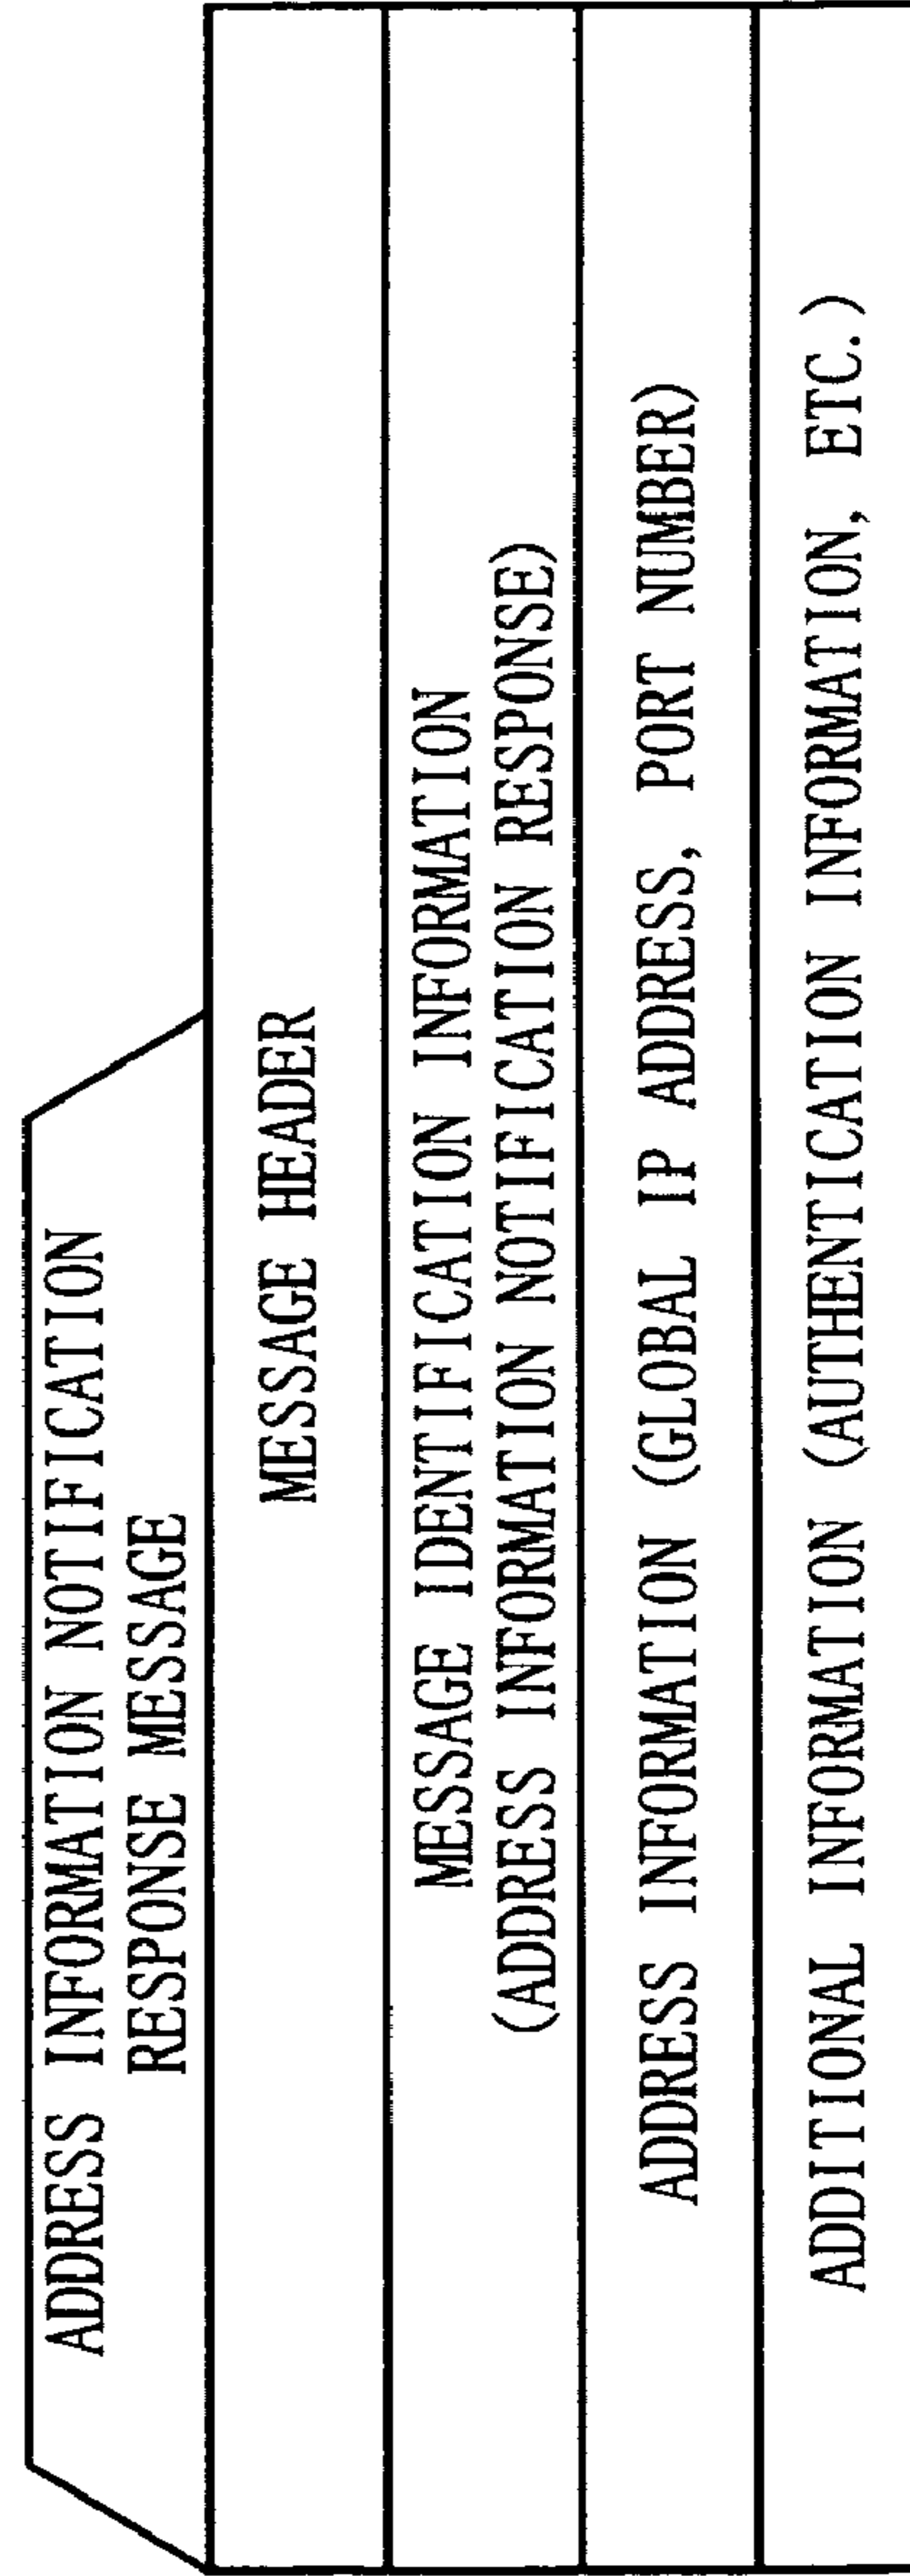 ADDRESS INFORMATION NOTIFICATION
RESPONSE MESSAGE
MESSAGE HEADER
MESSAGE IDENTIFICATION INFORMATION
(ADDRESS INFORMATION NOTIFICATION RESPONSE)
ADDRESS INFORMATION (GLOBAL IP ADDRESS, PORT NUMBER)
ADDITIONAL INFORMATION (AUTHENTICATION INFORMATION, ETC.)